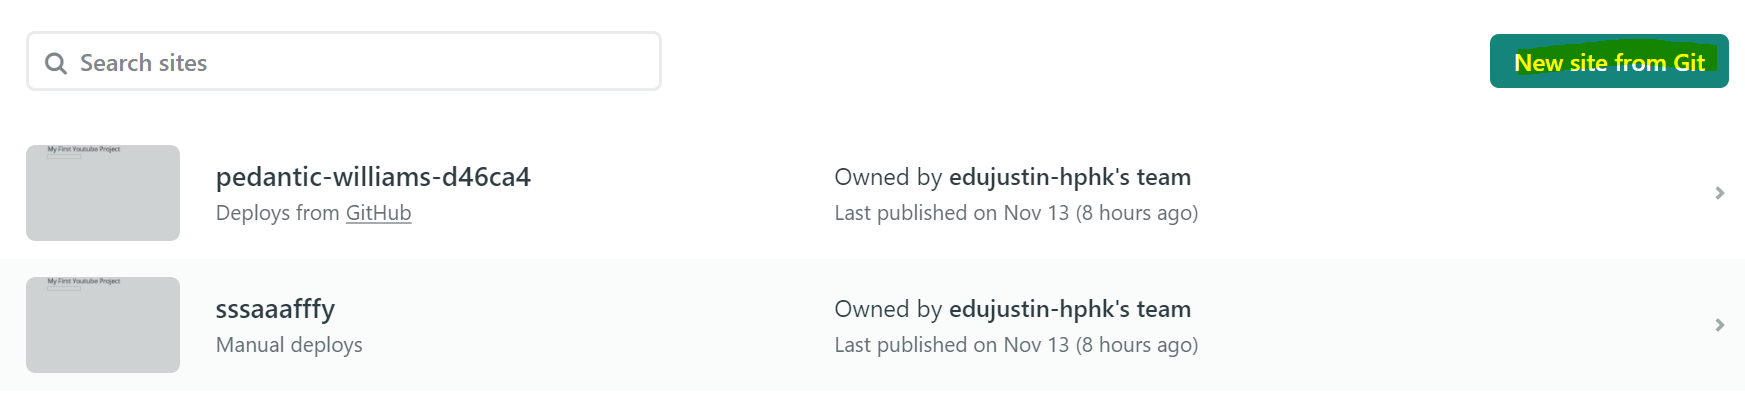 Search sites
New site from Git
My First Youtube Project
pedantic-williams-d46ca4
Deploys from GitHub
Owned by edujustin-hphk's team
Last published on Nov 13 (8 hours ago)
My First Youtube Project
sssaaafffy
Manual deploys
Owned by edujustin-hphk's team
Last published on Nov 13 (8 hours ago)